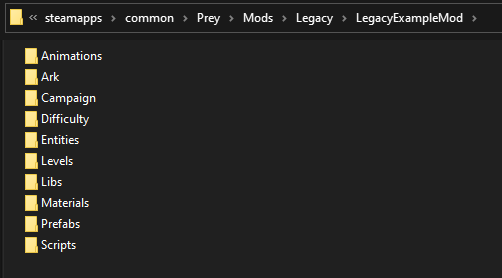 « steamapps > common > Prey > Mods > Legacy > LegacyExampleMod >
Animations
Ark
Campaign
Difficulty
Entities
Levels
Libs
Materials
Prefabs
Scripts